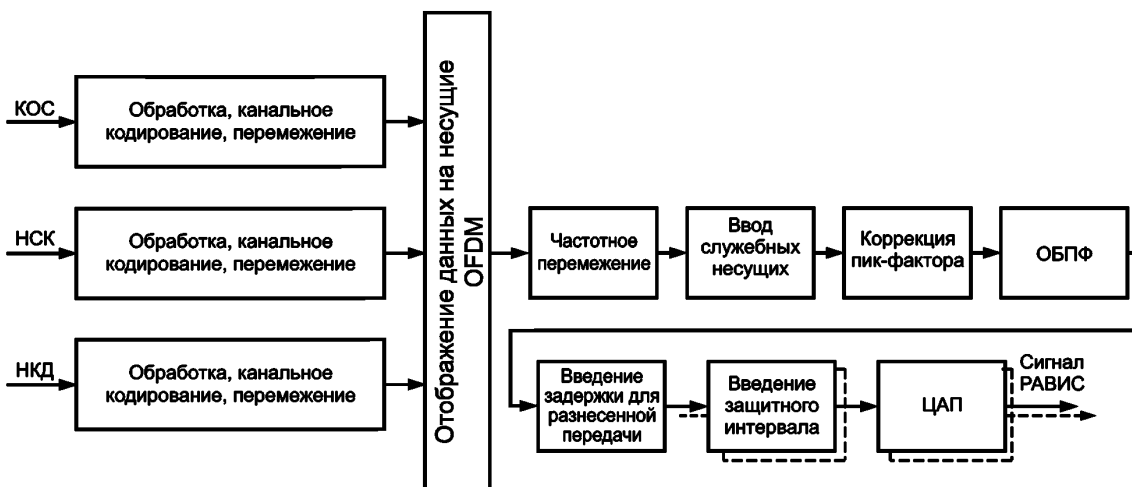 КОС
Обработка, канальное
кодирование, перемежение
НСК
Обработка, канальное
кодирование, перемежение
НКД
Обработка, канальное
кодирование, перемежение
Отображение данных на несущие
OFDM
Частотное
перемежение
Ввод
служебных
несущих
Коррекция
пик-фактора
ОБПФ
Введение
задержки для
разнесенной
передачи
Введение
защитного
интервала
ЦАП
Сигнал
РАВИС